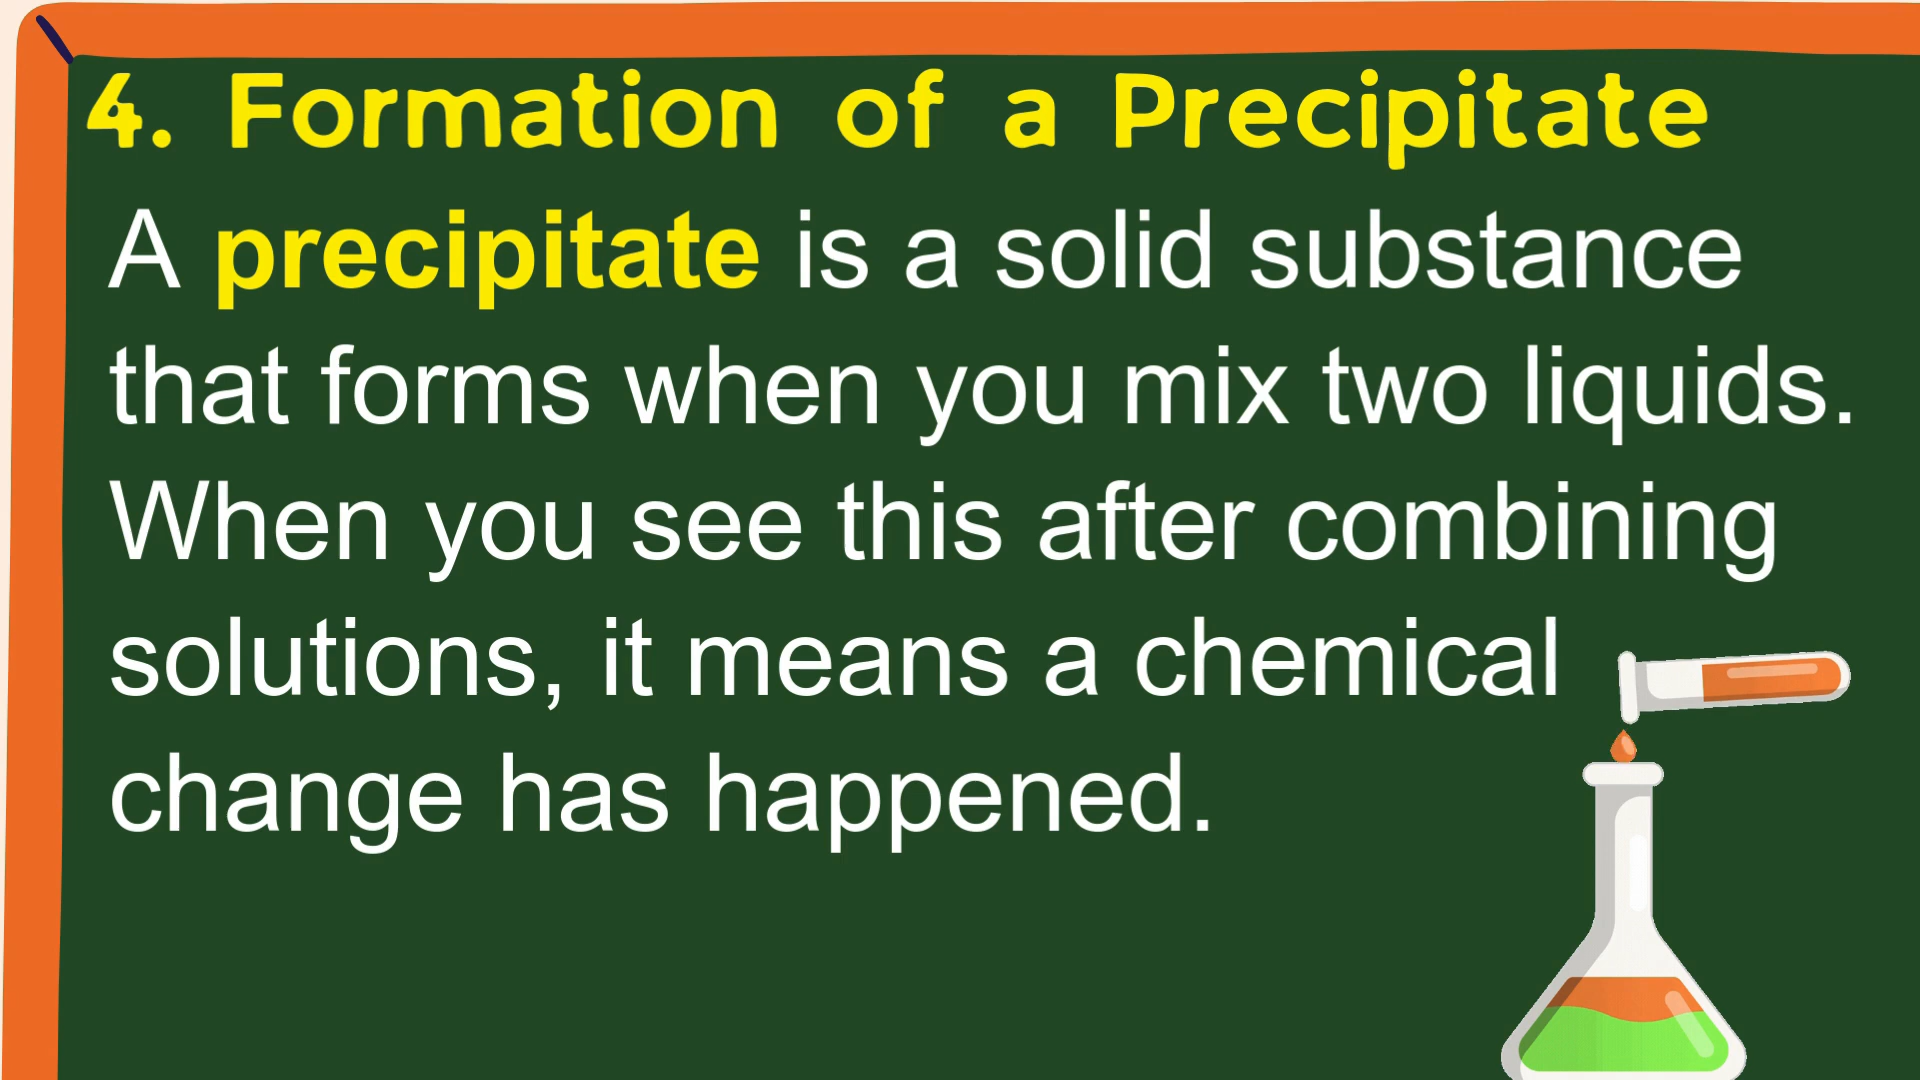 4. Formation of a Precipitate
A precipitate is a solid substance
that forms when you mix two liquids.
When you see this after combining
solutions, it means a chemical
change has happened.